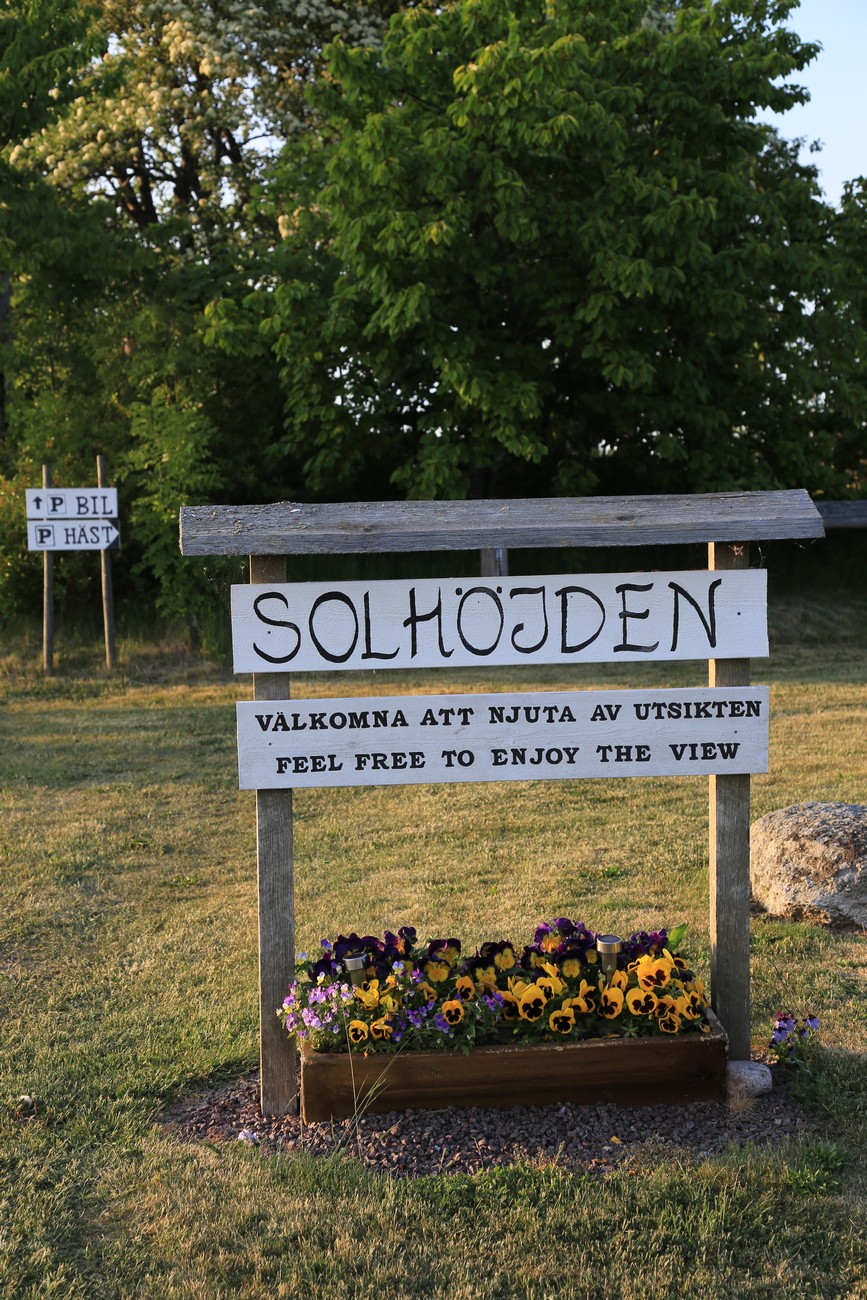 ↑ P BIL
P HÄST
SOLHÖJDEN
VÄLKOMNA ATT NJUTA AV UTSIKTEN
FEEL FREE TO ENJOY THE VIEW